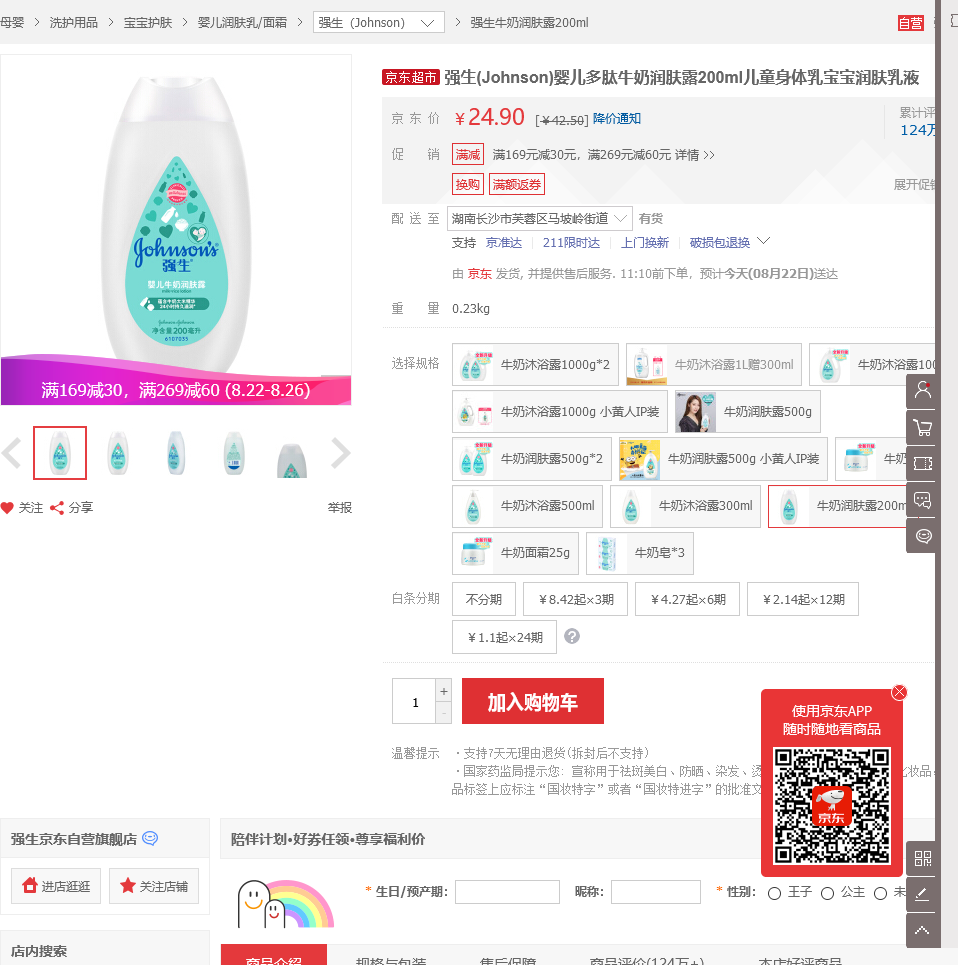 母婴 > 洗护用品 > 宝宝护肤 > 婴儿润肤乳/面霜 > 强生（Johnson） > 强生牛奶润肤露200ml
自营
京东超市 强生(Johnson)婴儿多肽牛奶润肤露200ml儿童身体乳宝宝润肤乳液
京 东 价 ￥24.90 [￥42.50] 降价通知
累计评
124万
促 销 满减 满169元减30元，满269元减60元 详情 >>
换购 满额返券
展开促销
配 送 至 湖南长沙市芙蓉区马坡岭街道 有货
支持 京准达 211限时达 上门换新 破损包退换
由 京东 发货, 并提供售后服务. 11:10前下单，预计今天(08月22日)送达
重 量 0.23kg
Johnson's
强生
婴儿牛奶润肤露
milk+rice lotion
蕴含牛奶大米精华
24小时持久滋润
Johnson+Johnson
净含量200毫升
6107035
满169减30，满269减60 (8.22-8.26)
关注 分享 举报
选择规格 牛奶沐浴露1000g*2 牛奶沐浴露1L赠300ml 牛奶沐浴露100
牛奶沐浴露1000g 小黄人IP装 牛奶润肤露500g
牛奶润肤露500g*2 牛奶润肤露500g 小黄人IP装 牛奶
牛奶沐浴露500ml 牛奶沐浴露300ml 牛奶润肤露200m
牛奶面霜25g 牛奶皂*3
白条分期 不分期 ￥8.42起×3期 ￥4.27起×6期 ￥2.14起×12期
￥1.1起×24期 ?
1 + - 加入购物车
使用京东APP
随时随地看商品
京东
温馨提示 ·支持7天无理由退货(拆封后不支持)
·国家药监局提示您：宣称用于祛斑美白、防晒、染发、烫 化妆品
品标签上应标注“国妆特字”或者“国妆特进字”的批准文
强生京东自营旗舰店
进店逛逛 关注店铺
店内搜索
陪伴计划•好券任领•尊享福利价
* 生日/预产期： 昵称： * 性别： 王子 公主 未
商品介绍 规格与包装 售后保障 商品评价(124万+) 本店好评商品